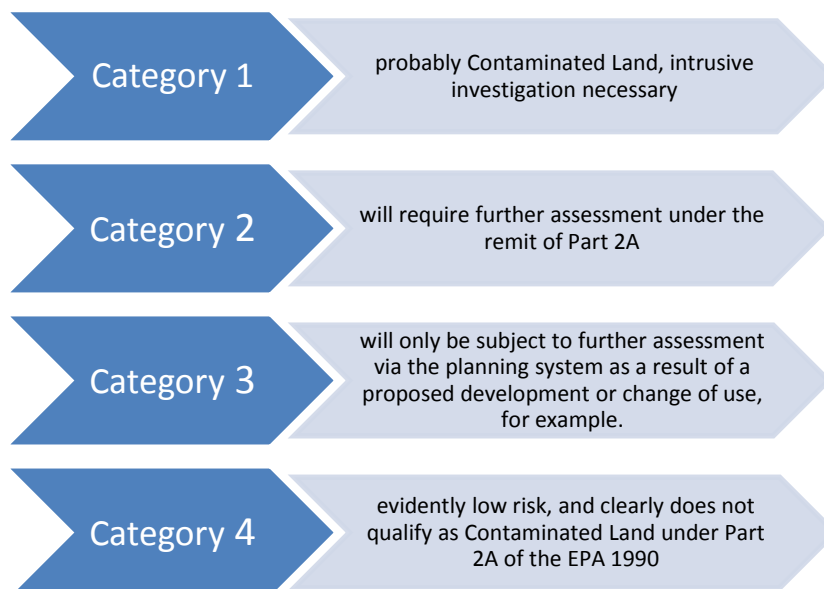 Category 1
probably Contaminated Land, intrusive
investigation necessary
Category 2
will require further assessment under the
remit of Part 2A
Category 3
will only be subject to further assessment
via the planning system as a result of a
proposed development or change of use,
for example.
Category 4
evidently low risk, and clearly does not
qualify as Contaminated Land under Part
2A of the EPA 1990